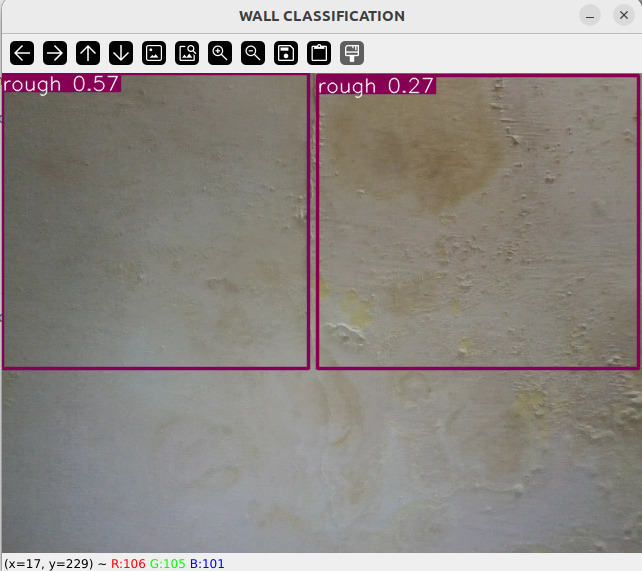 WALL CLASSIFICATION
rough 0.57
rough 0.27
(x=17, y=229) ~ R:106 G:105 B:101